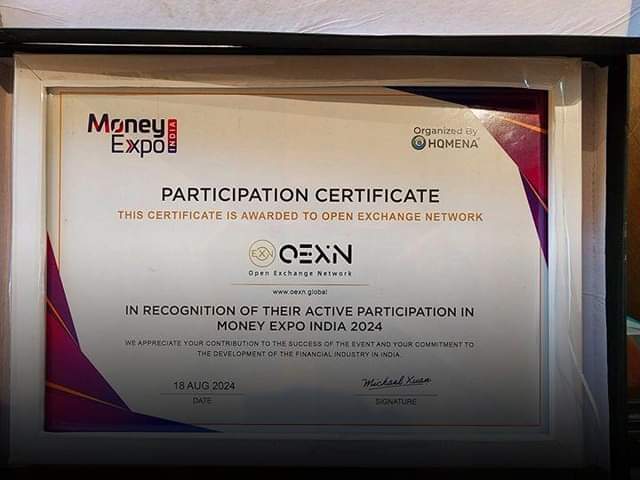 Money
Expo INDIA
Organized By
HQMENA
PARTICIPATION CERTIFICATE
THIS CERTIFICATE IS AWARDED TO OPEN EXCHANGE NETWORK
EXN OEXN
Open Exchange Network
www.oexn.global
IN RECOGNITION OF THEIR ACTIVE PARTICIPATION IN
MONEY EXPO INDIA 2024
WE APPRECIATE YOUR CONTRIBUTION TO THE SUCCESS OF THE EVENT AND YOUR COMMITMENT TO
THE DEVELOPMENT OF THE FINANCIAL INDUSTRY IN INDIA.
18 AUG 2024
Michael Xuan
DATE
SIGNATURE